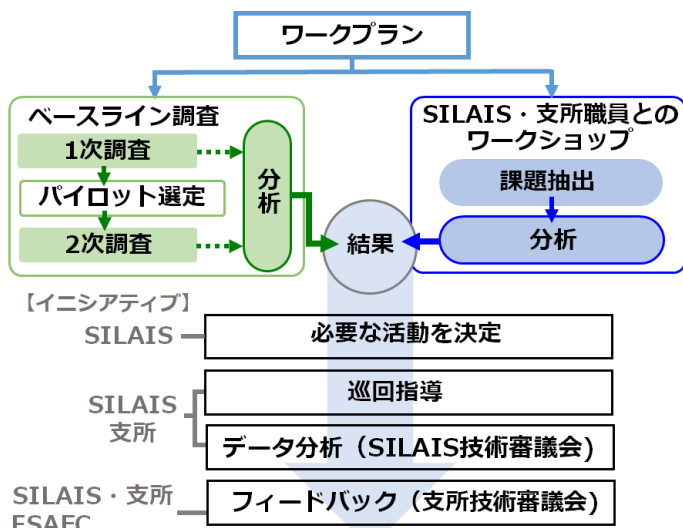 ワークプラン
ベースライン調査
1次調査
パイロット選定
2次調査
分析
SILAIS・支所職員との
ワークショップ
課題抽出
分析
結果
【イニシアティブ】
SILAIS
必要な活動を決定
SILAIS
支所
巡回指導
データ分析（SILAIS技術審議会)
SILAIS・支所
フィードバック（支所技術審議会)